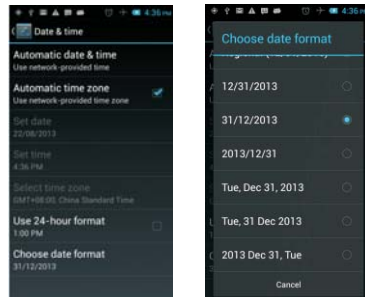 4:36 PM
Date & time
Automatic date & time
Use network-provided time
Automatic time zone
Use network-provided time zone
Set date
22/08/2013
Set time
4:36 PM
Select time zone
GMT+08:00, China Standard Time
Use 24-hour format
1:00 PM
Choose date format
31/12/2013
4:36
Choose date format
12/31/2013
31/12/2013
2013/12/31
Tue, Dec 31, 2013
Tue, 31 Dec 2013
2013 Dec 31, Tue
Cancel